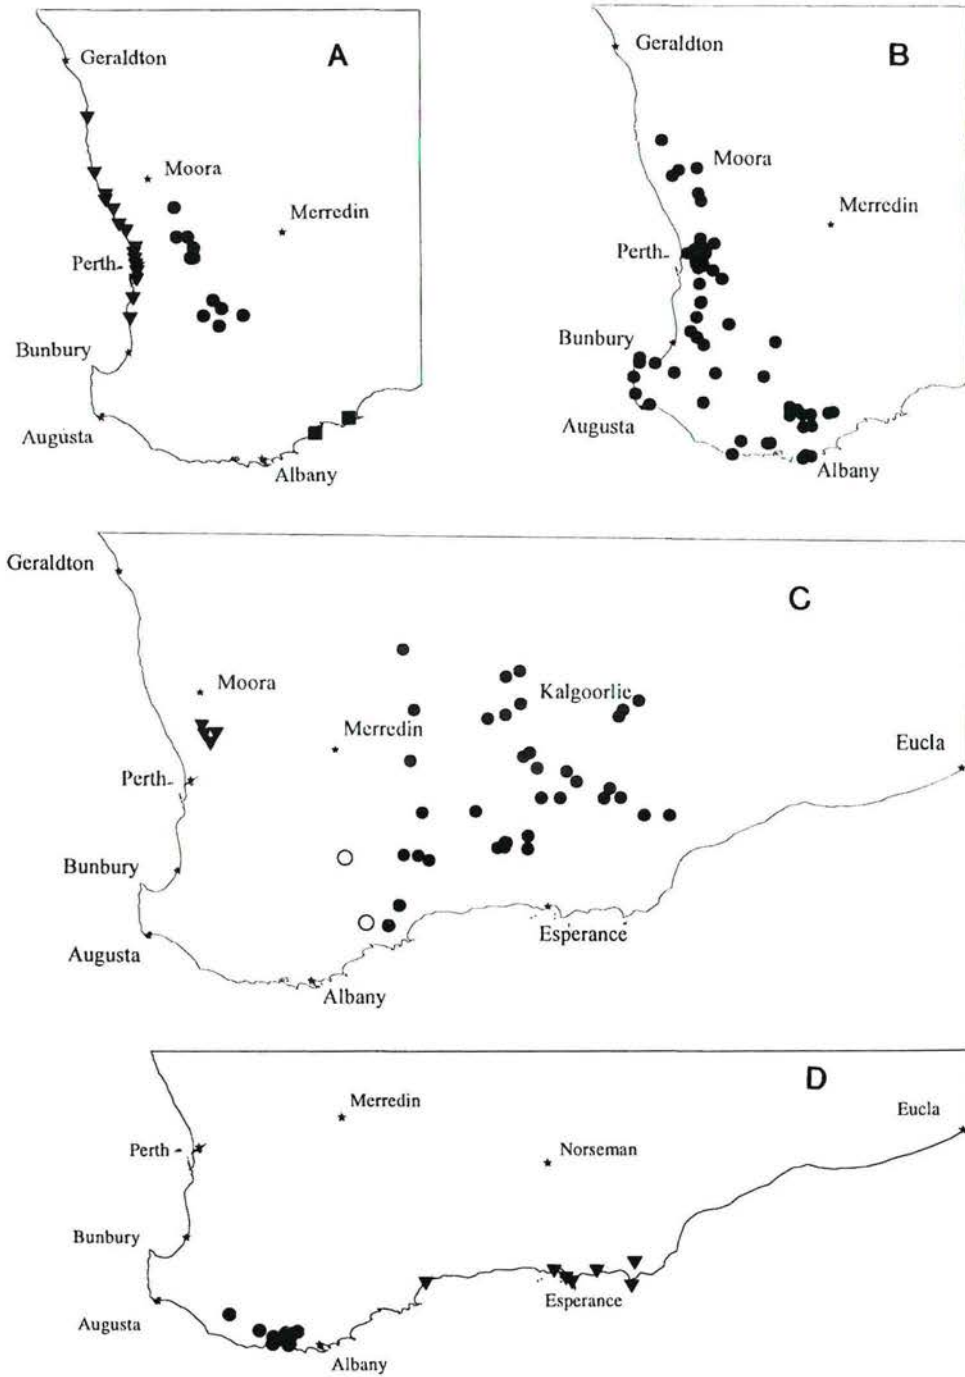 A
Geraldton
Moora
Merredin
Perth
Bunbury
Augusta
Albany
B
Geraldton
Moora
Merredin
Perth
Bunbury
Augusta
Albany
C
Geraldton
Moora
Kalgoorlie
Merredin
Eucla
Perth
Bunbury
Esperance
Augusta
Albany
D
Merredin
Eucla
Perth
Norseman
Bunbury
Esperance
Augusta
Albany